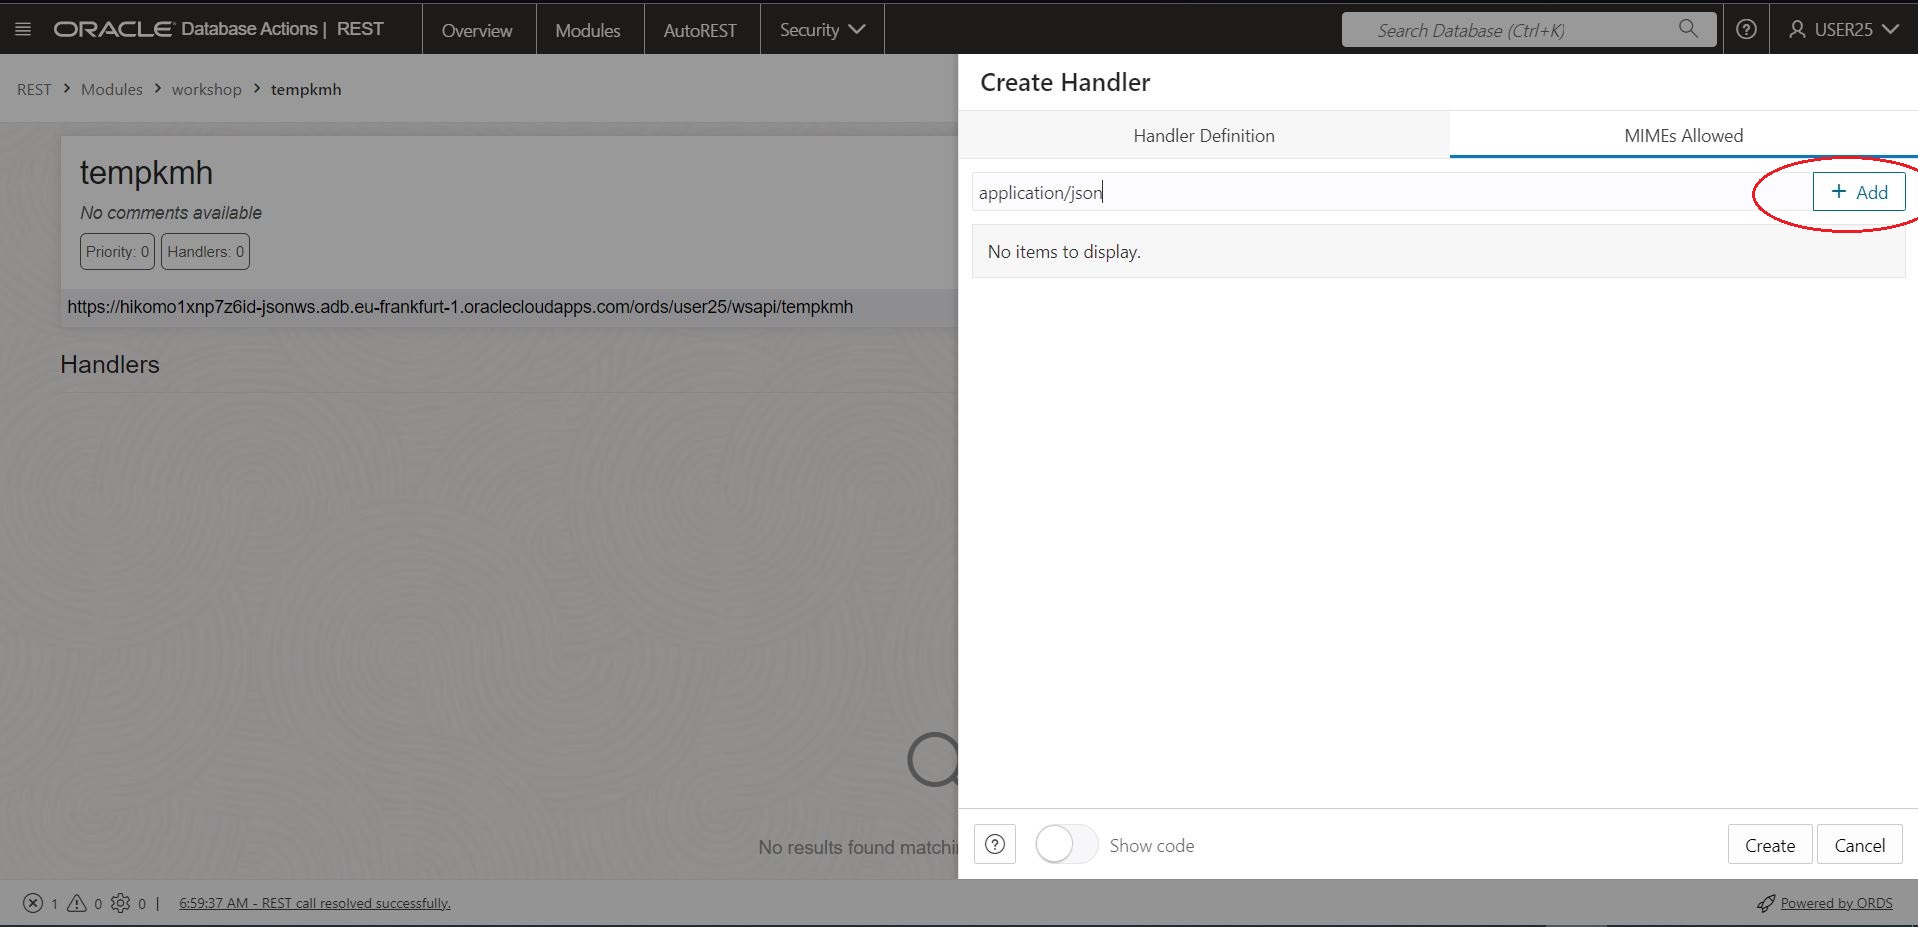 ORACLE Database Actions | REST
Overview
Modules
AutoREST
Security
Search Database (Ctrl+K)
USER25
REST > Modules > workshop > tempkmh
tempkmh
No comments available
Priority: 0
Handlers: 0
https://hikomo1xnp7z6id-jsonws.adb.eu-frankfurt-1.oraclecloudapps.com/ords/user25/wsapi/tempkmh
Handlers
No results found matchi
Create Handler
Handler Definition
MIMEs Allowed
application/json
+ Add
No items to display.
Show code
Create
Cancel
1 0 0 | 6:59:37 AM - REST call resolved successfully.
Powered by ORDS